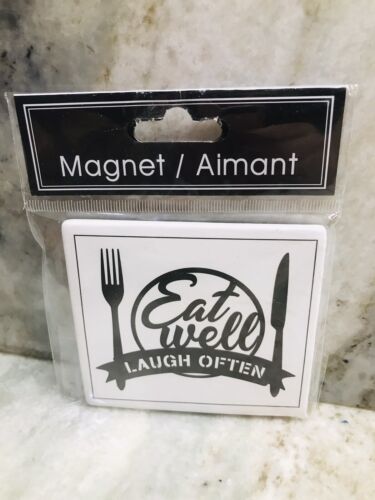 Magnet / Aimant
Eat
well
LAUGH OFTEN